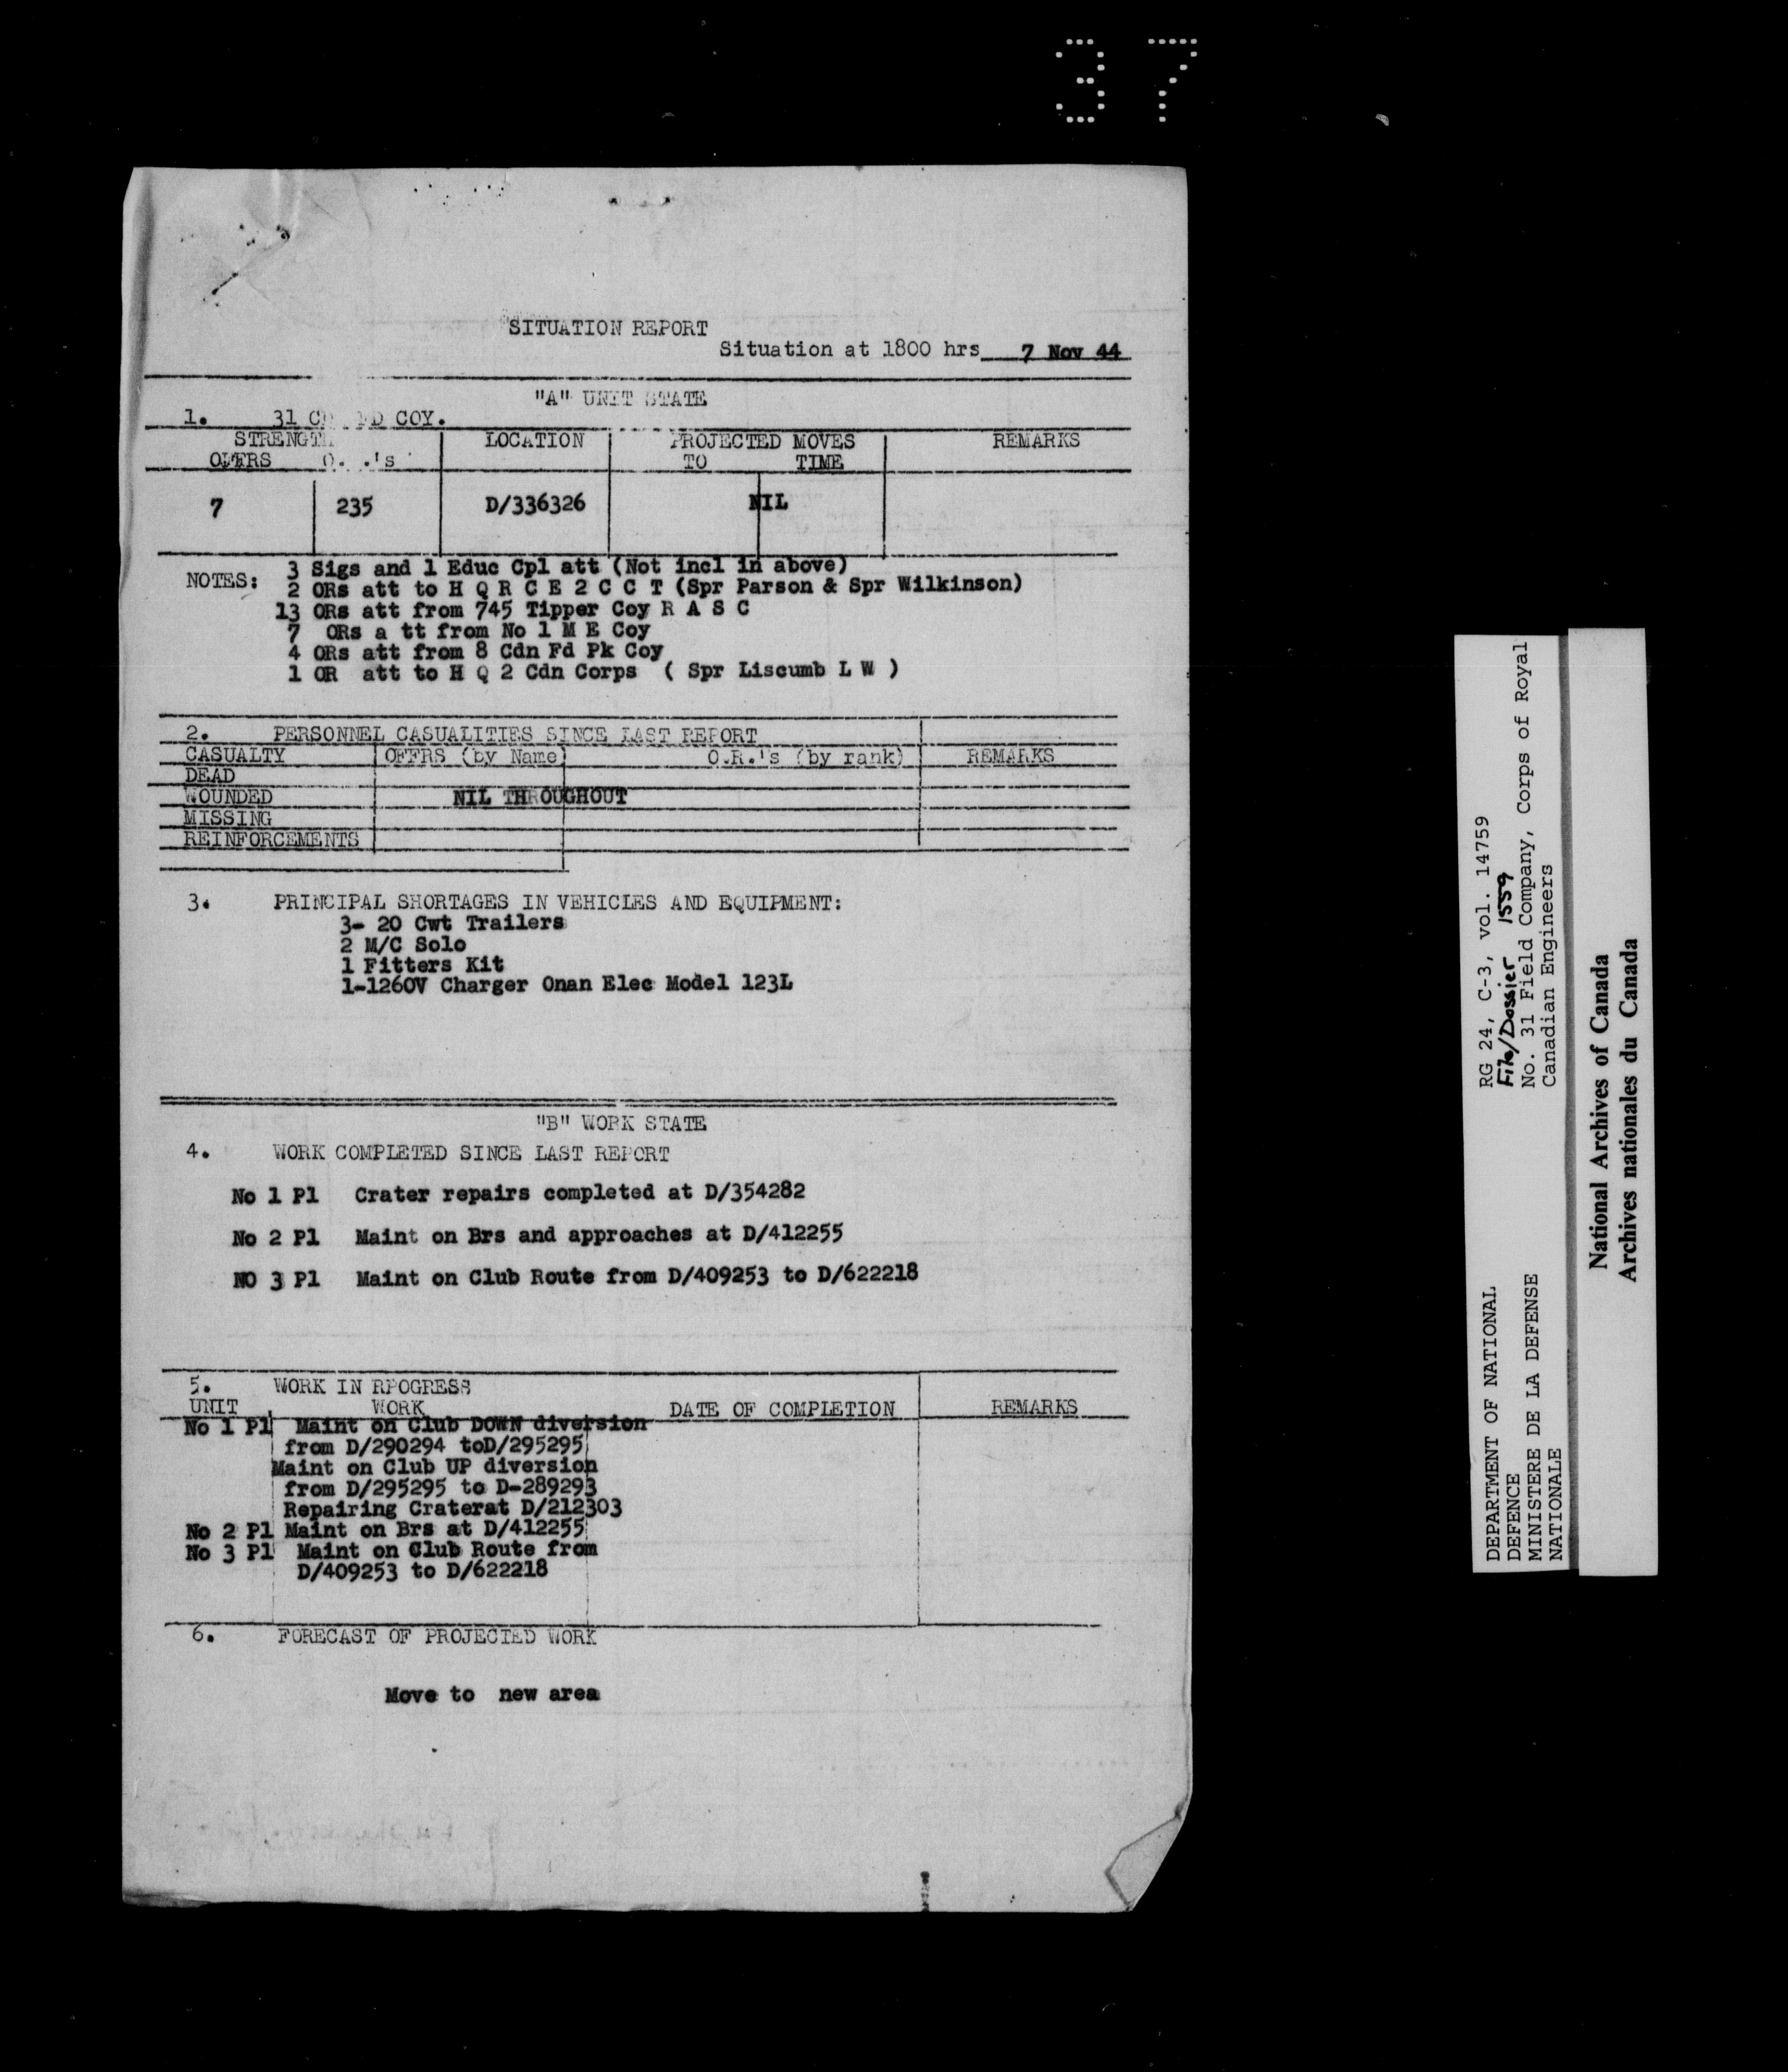 37
SITUATION REPORT
Situation at 1800 hrs 7 Nov 44
"A" UNIT STATE
1. 31 COY.
STRENGTH LOCATION PROJECTED MOVES REMARKS
OFFRS TO TIME
7 235 D/336326 NIL
NOTES: 3 Sigs and 1 Educ Cpl att (Not incl in above)
2 ORs att to H Q R C E 2 C C T (Spr Parson & Spr Wilkinson)
13 ORs att from 745 Tipper Coy R A S C
7 ORs a tt from No 1 M E Coy
4 ORs att from 8 Cdn Fd Pk Coy
1 OR att to H Q 2 Cdn Corps ( Spr Liscumb L W )
2. PERSONNEL CASUALITIES SINCE LAST REPORT
CASUALTY OFFRS (by Name) O.R.'s (by rank) REMARKS
DEAD
WOUNDED NIL THROUGHOUT
MISSING
REINFORCEMENTS
3. PRINCIPAL SHORTAGES IN VEHICLES AND EQUIPMENT:
3- 20 Cwt Trailers
2 M/C Solo
1 Fitters Kit
1-1260V Charger Onan Elec Model 123L
"B" WORK STATE
4. WORK COMPLETED SINCE LAST REPORT
No 1 Pl Crater repairs completed at D/354282
No 2 Pl Maint on Brs and approaches at D/412255
NO 3 Pl Maint on Club Route from D/409253 to D/622218
5. WORK IN RPOGRESS
UNIT WORK DATE OF COMPLETION REMARKS
No 1 Pl Maint on Club DOWN diversion
from D/290294 toD/295295
Maint on Club UP diversion
from D/295295 to D-289293
Repairing Craterat D/212303
No 2 Pl Maint on Brs at D/412255
No 3 Pl Maint on Club Route from
D/409253 to D/622218
6. FORECAST OF PROJECTED WORK
Move to new area
DEPARTMENT OF NATIONAL
DEFENCE
MINISTERE DE LA DEFENSE
NATIONALE
RG 24, C-3, vol. 14759
File/Dossier 1559
No. 31 Field Company, Corps of Royal
Canadian Engineers
National Archives of Canada
Archives nationales du Canada